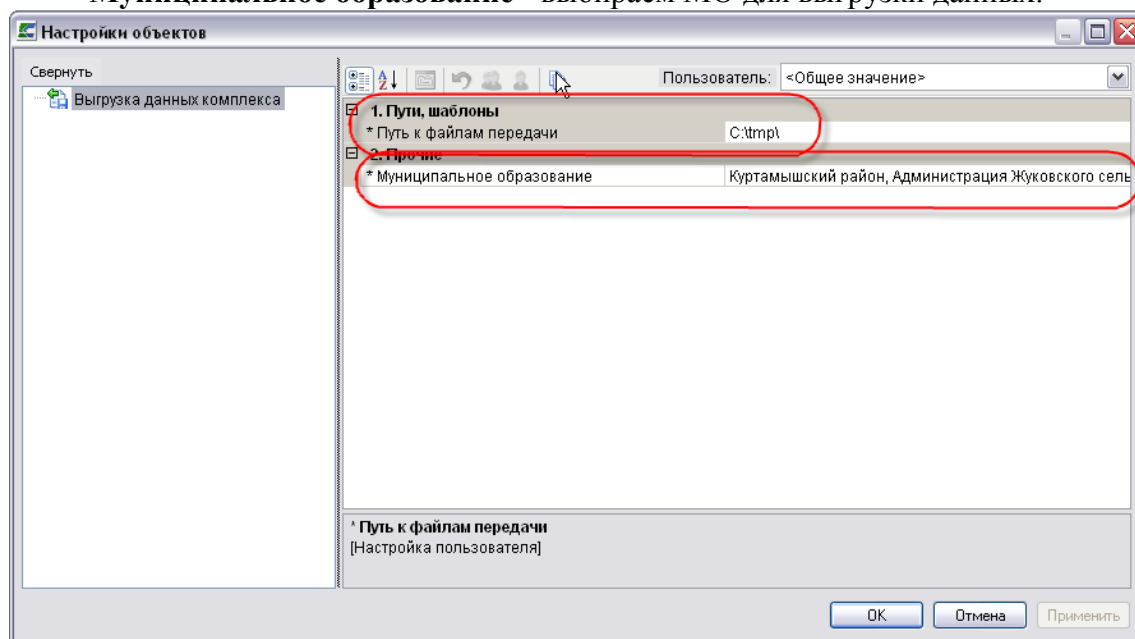 Муниципальное образование - выбираем МО для выгрузки данных.
Настройки объектов
Свернуть
Выгрузка данных комплекса
Пользователь: <Общее значение>
1. Пути, шаблоны
* Путь к файлам передачи C:\tmp\
2. Прочие
* Муниципальное образование Куртамышский район, Администрация Жуковского сель
* Путь к файлам передачи
[Настройка пользователя]
OK Отмена Применить